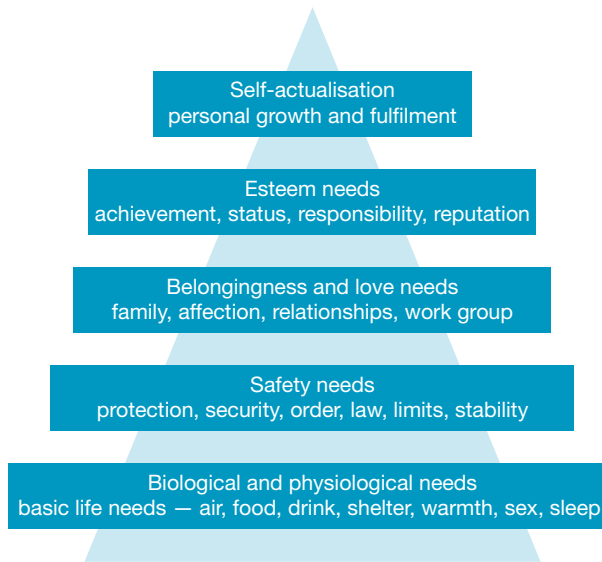 Self-actualisation
personal growth and fulfilment
Esteem needs
achievement, status, responsibility, reputation
Belongingness and love needs
family, affection, relationships, work group
Safety needs
protection, security, order, law, limits, stability
Biological and physiological needs
basic life needs — air, food, drink, shelter, warmth, sex, sleep